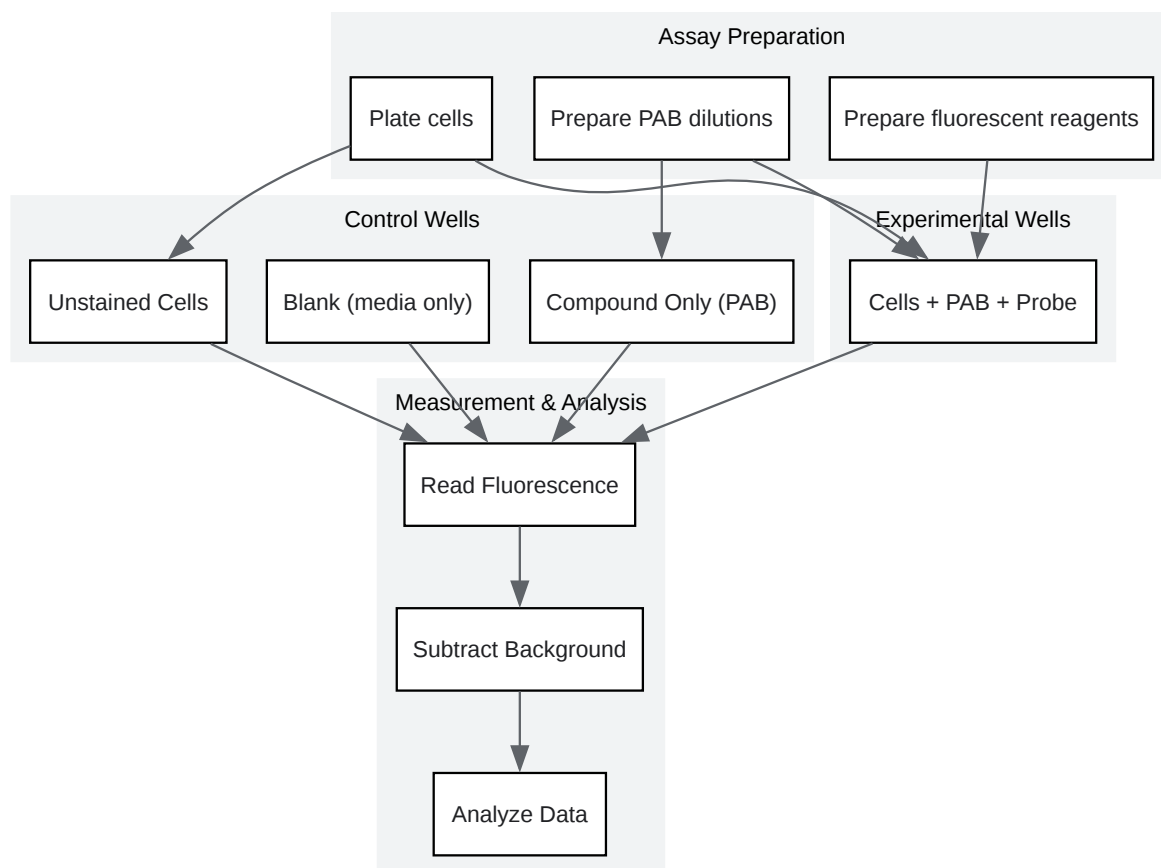 Assay Preparation
Plate cells
Prepare PAB dilutions
Prepare fluorescent reagents
Control Wells
Experimental Wells
Unstained Cells
Blank (media only)
Compound Only (PAB)
Cells + PAB + Probe
Measurement & Analysis
Read Fluorescence
Subtract Background
Analyze Data